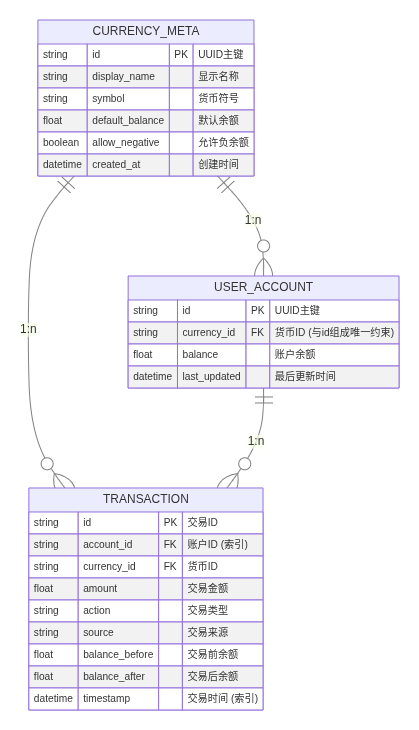 CURRENCY_META
string id PK UUID主键
string display_name 显示名称
string symbol 货币符号
float default_balance 默认余额
boolean allow_negative 允许负余额
datetime created_at 创建时间
1:n
USER_ACCOUNT
string id PK UUID主键
string currency_id FK 货币ID (与id组成唯一约束)
float balance 账户余额
datetime last_updated 最后更新时间
1:n
1:n
TRANSACTION
string id PK 交易ID
string account_id FK 账户ID (索引)
string currency_id FK 货币ID
float amount 交易金额
string action 交易类型
string source 交易来源
float balance_before 交易前余额
float balance_after 交易后余额
datetime timestamp 交易时间 (索引)